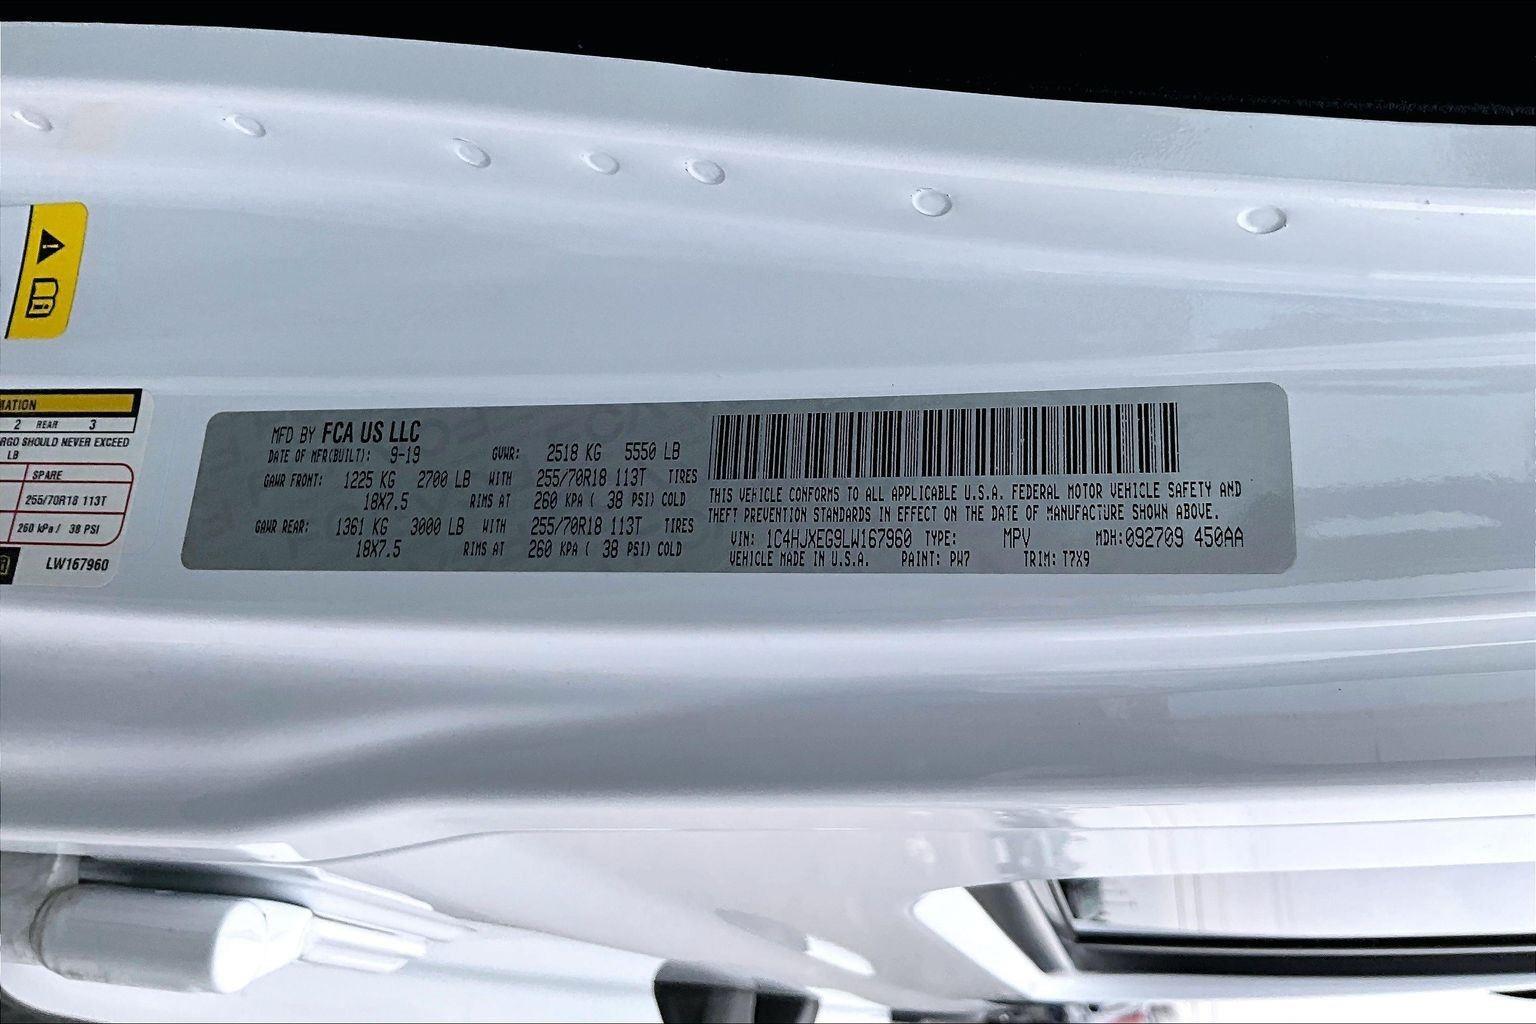 MATION
2 REAR 3
RGO SHOULD NEVER EXCEED
LB
SPARE
255/70R18 113T
260 kPa / 38 PSI
LW167960
MFD BY FCA US LLC
DATE OF MFR(BUILT): 9-19 GVWR: 2518 KG 5550 LB
GAWR FRONT: 1225 KG 2700 LB WITH 255/70R18 113T TIRES
18X7.5 RIMS AT 260 KPA ( 38 PSI) COLD
GAWR REAR: 1361 KG 3000 LB WITH 255/70R18 113T TIRES
18X7.5 RIMS AT 260 KPA ( 38 PSI) COLD
THIS VEHICLE CONFORMS TO ALL APPLICABLE U.S.A. FEDERAL MOTOR VEHICLE SAFETY AND
THEFT PREVENTION STANDARDS IN EFFECT ON THE DATE OF MANUFACTURE SHOWN ABOVE.
VIN: 1C4HJXEG9LW167960 TYPE: MPV MDH:092709 450AA
VEHICLE MADE IN U.S.A. PAINT: PW7 TRIM: T7X9